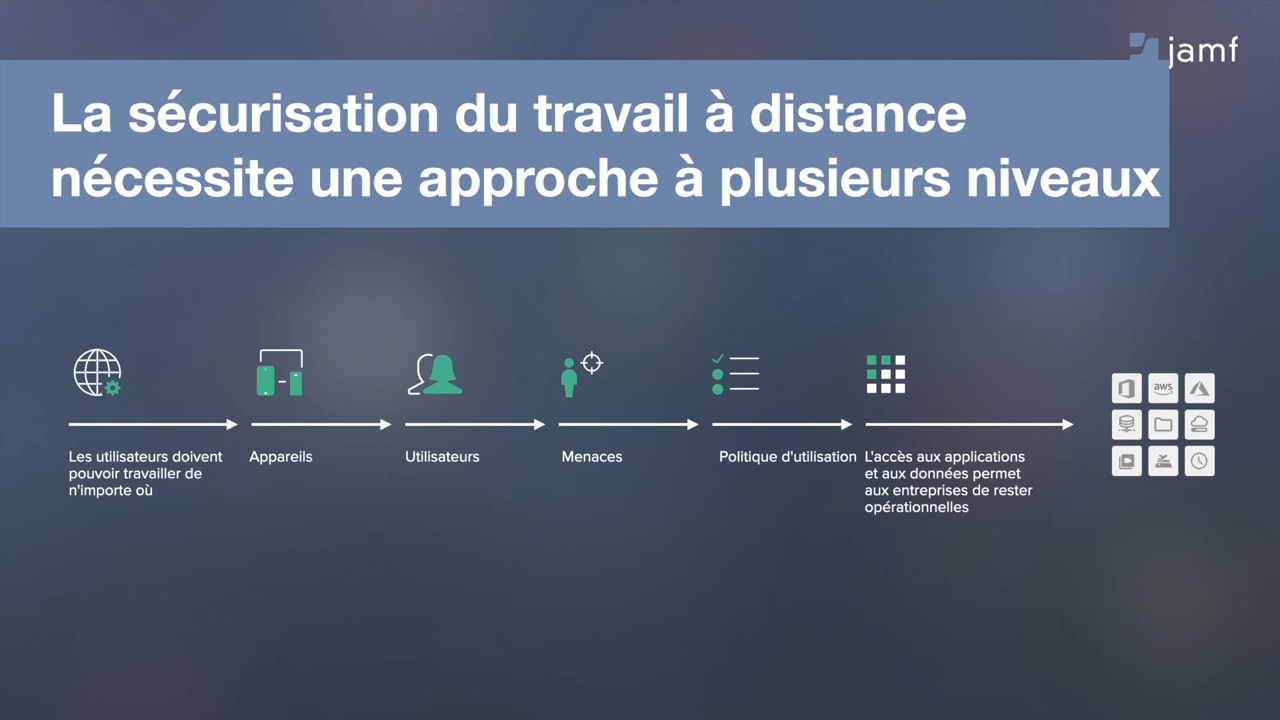 jamf
La sécurisation du travail à distance
nécessite une approche à plusieurs niveaux
Les utilisateurs doivent
pouvoir travailler de
n'importe où
Appareils
Utilisateurs
Menaces
Politique d'utilisation
L'accès aux applications
et aux données permet
aux entreprises de rester
opérationnelles
aws